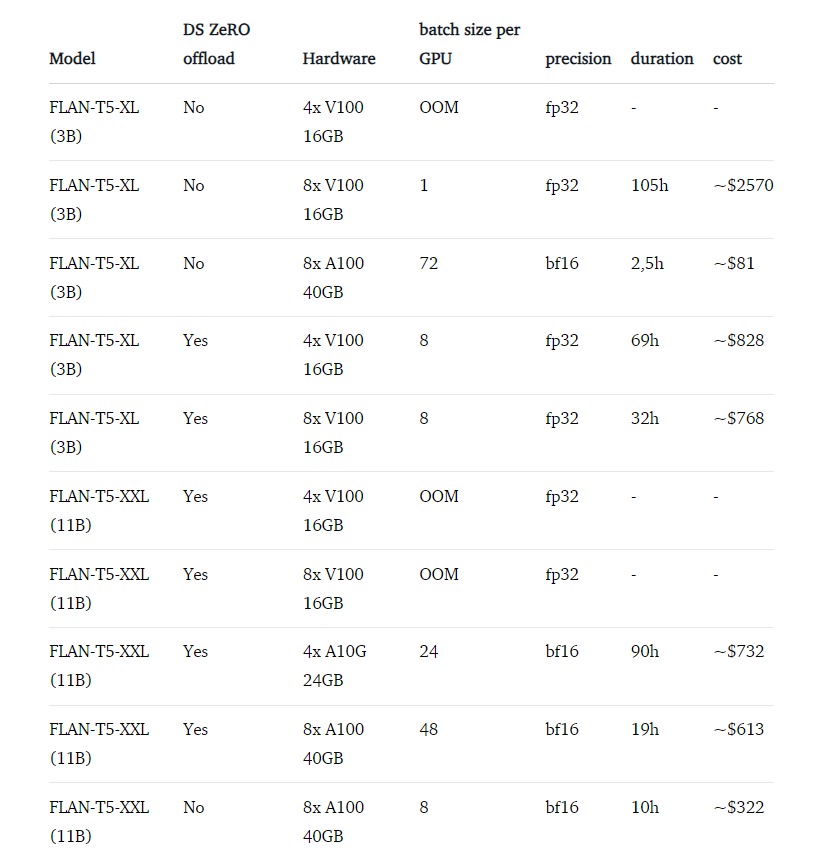 DS ZeRO batch size per
Model offload Hardware GPU precision duration cost
FLAN-T5-XL No 4x V100 OOM fp32 - -
(3B) 16GB
FLAN-T5-XL No 8x V100 1 fp32 105h ~$2570
(3B) 16GB
FLAN-T5-XL No 8x A100 72 bf16 2,5h ~$81
(3B) 40GB
FLAN-T5-XL Yes 4x V100 8 fp32 69h ~$828
(3B) 16GB
FLAN-T5-XL Yes 8x V100 8 fp32 32h ~$768
(3B) 16GB
FLAN-T5-XXL Yes 4x V100 OOM fp32 - -
(11B) 16GB
FLAN-T5-XXL Yes 8x V100 OOM fp32 - -
(11B) 16GB
FLAN-T5-XXL Yes 4x A10G 24 bf16 90h ~$732
(11B) 24GB
FLAN-T5-XXL Yes 8x A100 48 bf16 19h ~$613
(11B) 40GB
FLAN-T5-XXL No 8x A100 8 bf16 10h ~$322
(11B) 40GB